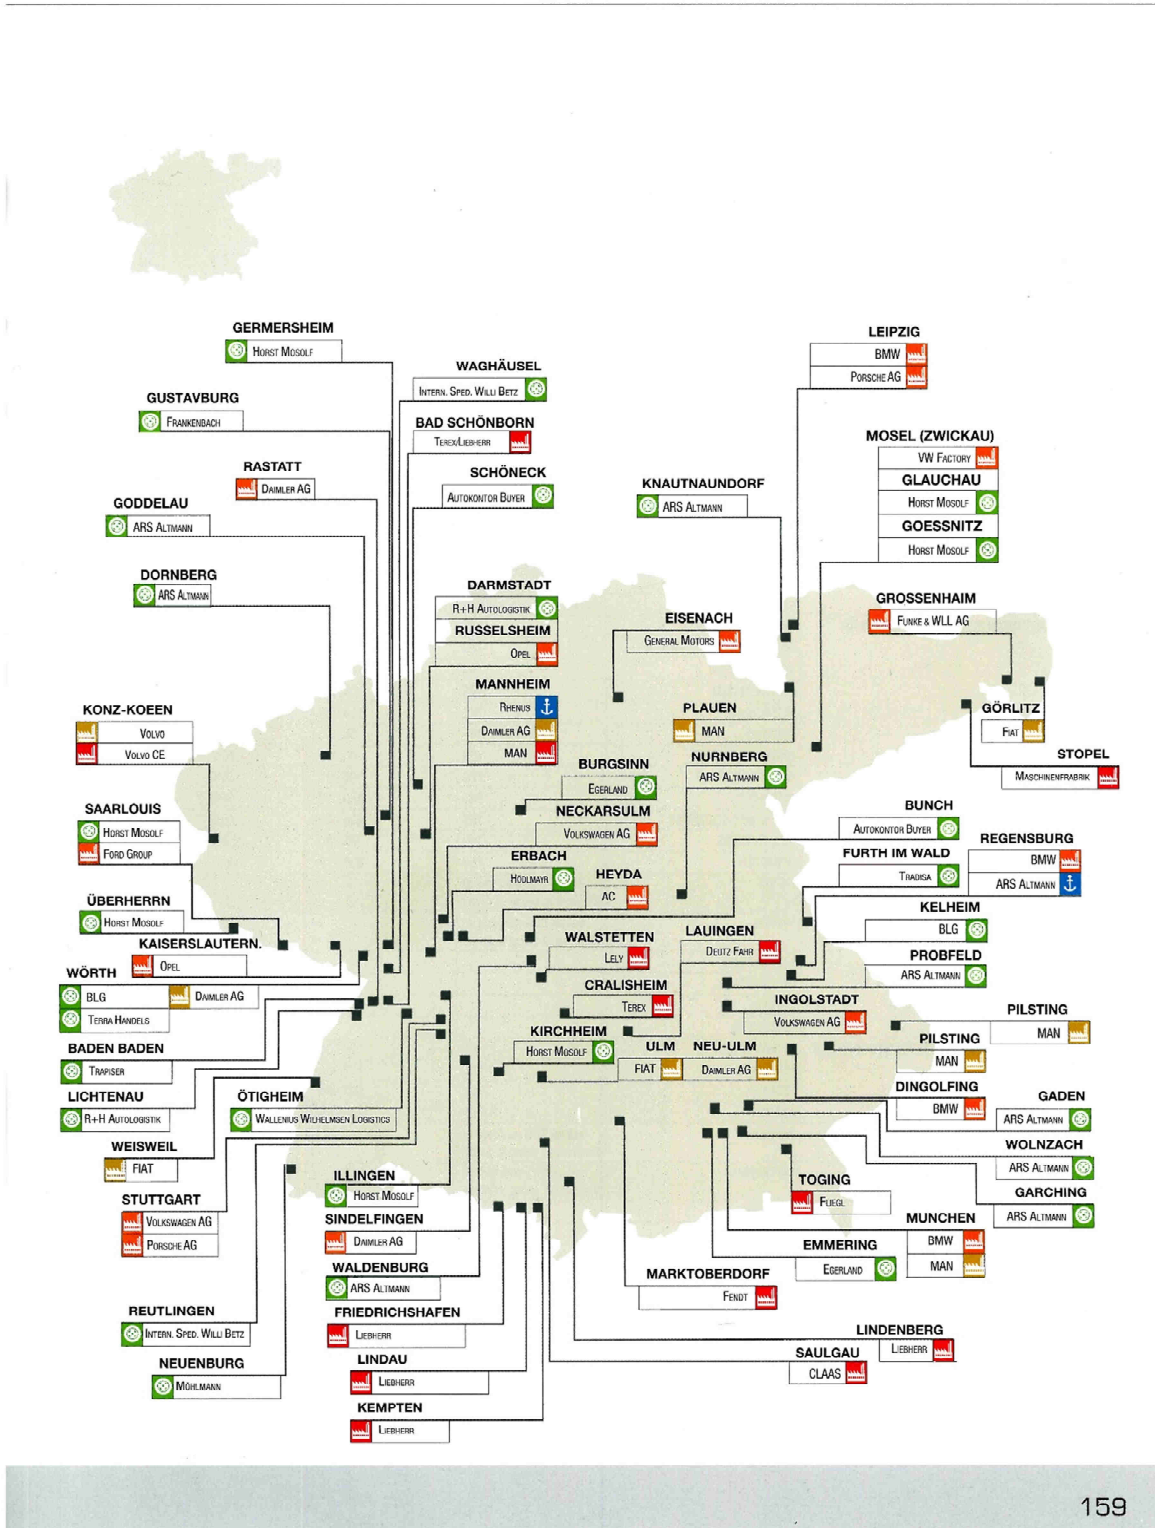 GERMERSHEIM
HORST MOSOLF
GUSTAVBURG
FRANKENBACH
RASTATT
DAIMLER AG
GODDELAU
ARS ALTMANN
DORNBERG
ARS ALTMANN
WAGHÄUSEL
INTERN. SPED. WILLI BETZ
BAD SCHÖNBORN
TEREX/LIEBHERR
SCHÖNECK
AUTOKONTOR BUYER
LEIPZIG
BMW
PORSCHE AG
MOSEL (ZWICKAU)
VW FACTORY
GLAUCHAU
HORST MOSOLF
GOESSNITZ
HORST MOSOLF
KNAUTNAUNDORF
ARS ALTMANN
DARMSTADT
R+H AUTOLOGISTIK
RUSSELSHEIM
OPEL
EISENACH
GENERAL MOTORS
GROSSENHAIM
FUNKE & WLL AG
MANNHEIM
RHENUS
DAIMLER AG
MAN
PLAUEN
MAN
GÖRLITZ
FIAT
STOPEL
MASCHINENFRABRIK
KONZ-KOEEN
VOLVO
VOLVO CE
BURGSINN
EGERLAND
NURNBERG
ARS ALTMANN
SAARLOUIS
HORST MOSOLF
FORD GROUP
NECKARSULM
VOLKSWAGEN AG
BUNCH
AUTOKONTOR BUYER
REGENSBURG
BMW
ARS ALTMANN
ERBACH
HÖDLMAYR
HEYDA
AC
FURTH IM WALD
TRADISA
ÜBERHERRN
HORST MOSOLF
KELHEIM
BLG
KAISERSLAUTERN.
OPEL
WALSTETTEN
LELY
LAUINGEN
DEUTZ FAHR
PROBFELD
ARS ALTMANN
WÖRTH
BLG
DAIMLER AG
TERRA HANDELS
CRALISHEIM
TEREX
INGOLSTADT
VOLKSWAGEN AG
PILSTING
MAN
KIRCHHEIM
HORST MOSOLF
ULM
FIAT
NEU-ULM
DAIMLER AG
PILSTING
MAN
BADEN BADEN
TRAPISER
DINGOLFING
BMW
GADEN
ARS ALTMANN
LICHTENAU
R+H AUTOLOGISTIK
ÖTIGHEIM
WALLENIUS WILHELMSEN LOGISTICS
WOLNZACH
ARS ALTMANN
WEISWEIL
FIAT
ILLINGEN
HORST MOSOLF
TOGING
FLIEGL
GARCHING
ARS ALTMANN
STUTTGART
VOLKSWAGEN AG
PORSCHE AG
SINDELFINGEN
DAIMLER AG
MUNCHEN
BMW
MAN
EMMERING
EGERLAND
WALDENBURG
ARS ALTMANN
MARKTOBERDORF
FENDT
REUTLINGEN
INTERN. SPED. WILLI BETZ
FRIEDRICHSHAFEN
LIEBHERR
LINDENBERG
LIEBHERR
NEUENBURG
MÖHLMANN
LINDAU
LIEBHERR
SAULGAU
CLAAS
KEMPTEN
LIEBHERR
159